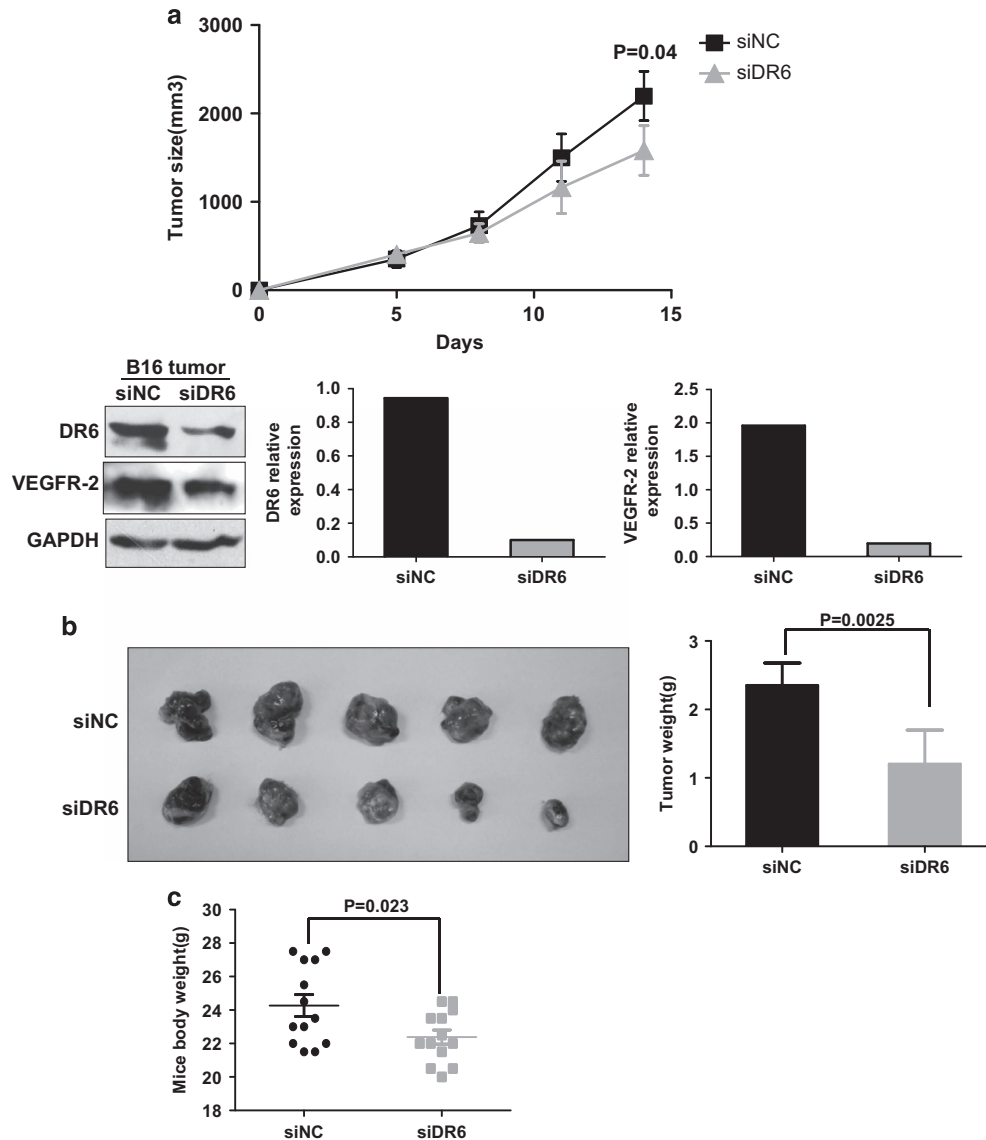 a
3000
2000
1000
0
Tumor size(mm3)
0 5 10 15
Days
P=0.04
siNC
siDR6
B16 tumor
siNC siDR6
DR6
VEGFR-2
GAPDH
DR6 relative
expression
1.0
0.8
0.6
0.4
0.2
0.0
siNC siDR6
VEGFR-2 relative
expression
2.5
2.0
1.5
1.0
0.5
0.0
siNC siDR6
b
siNC
siDR6
P=0.0025
Tumor weight(g)
3
2
1
0
siNC siDR6
c
P=0.023
Mice body weight(g)
30
28
26
24
22
20
18
siNC siDR6